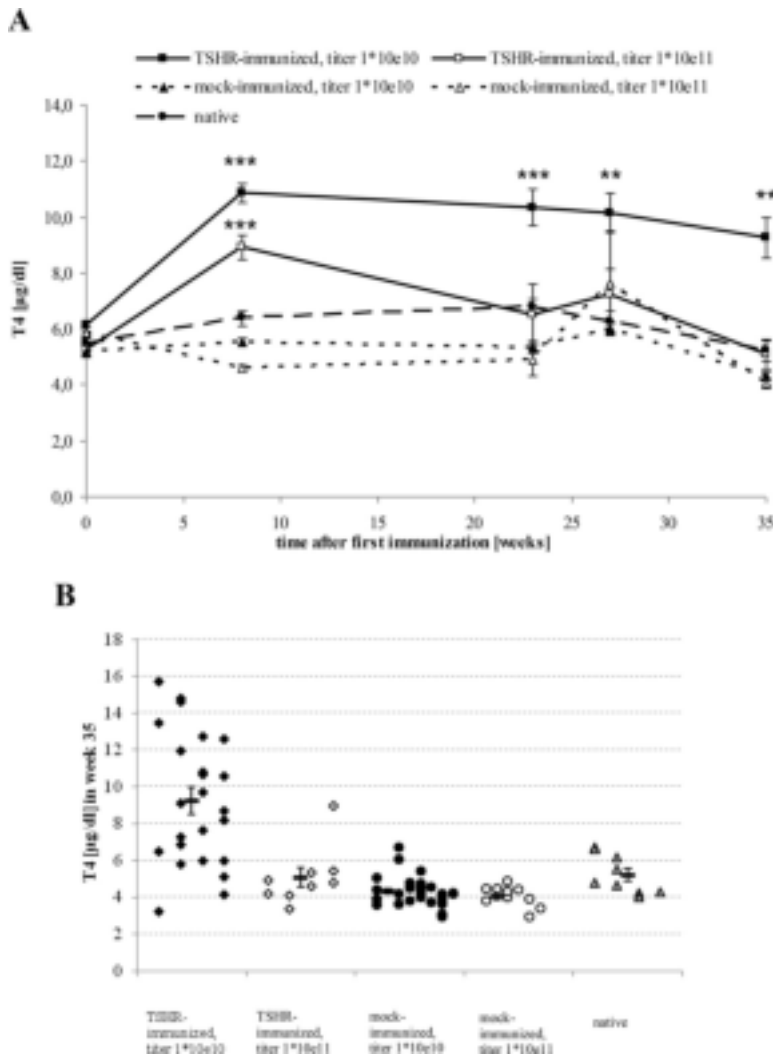 A
TSHR-immunized, titer 1*10e10 TSHR-immunized, titer 1*10e11
mock-immunized, titer 1*10e10 mock-immunized, titer 1*10e11
native
14,0
12,0
10,0
8,0
6,0
4,0
2,0
0,0
T4 [µg/dl]
***
***
***
**
**
0 5 10 15 20 25 30 35
time after first immunization [weeks]
B
18
16
14
12
10
8
6
4
2
0
T4 [µg/dl] in week 35
TSHR- TSHR- mock- mock- native
immunized, immunized, immunized, immunized,
titer 1*10e10 titer 1*10e11 titer 1*10e10 titer 1*10e11